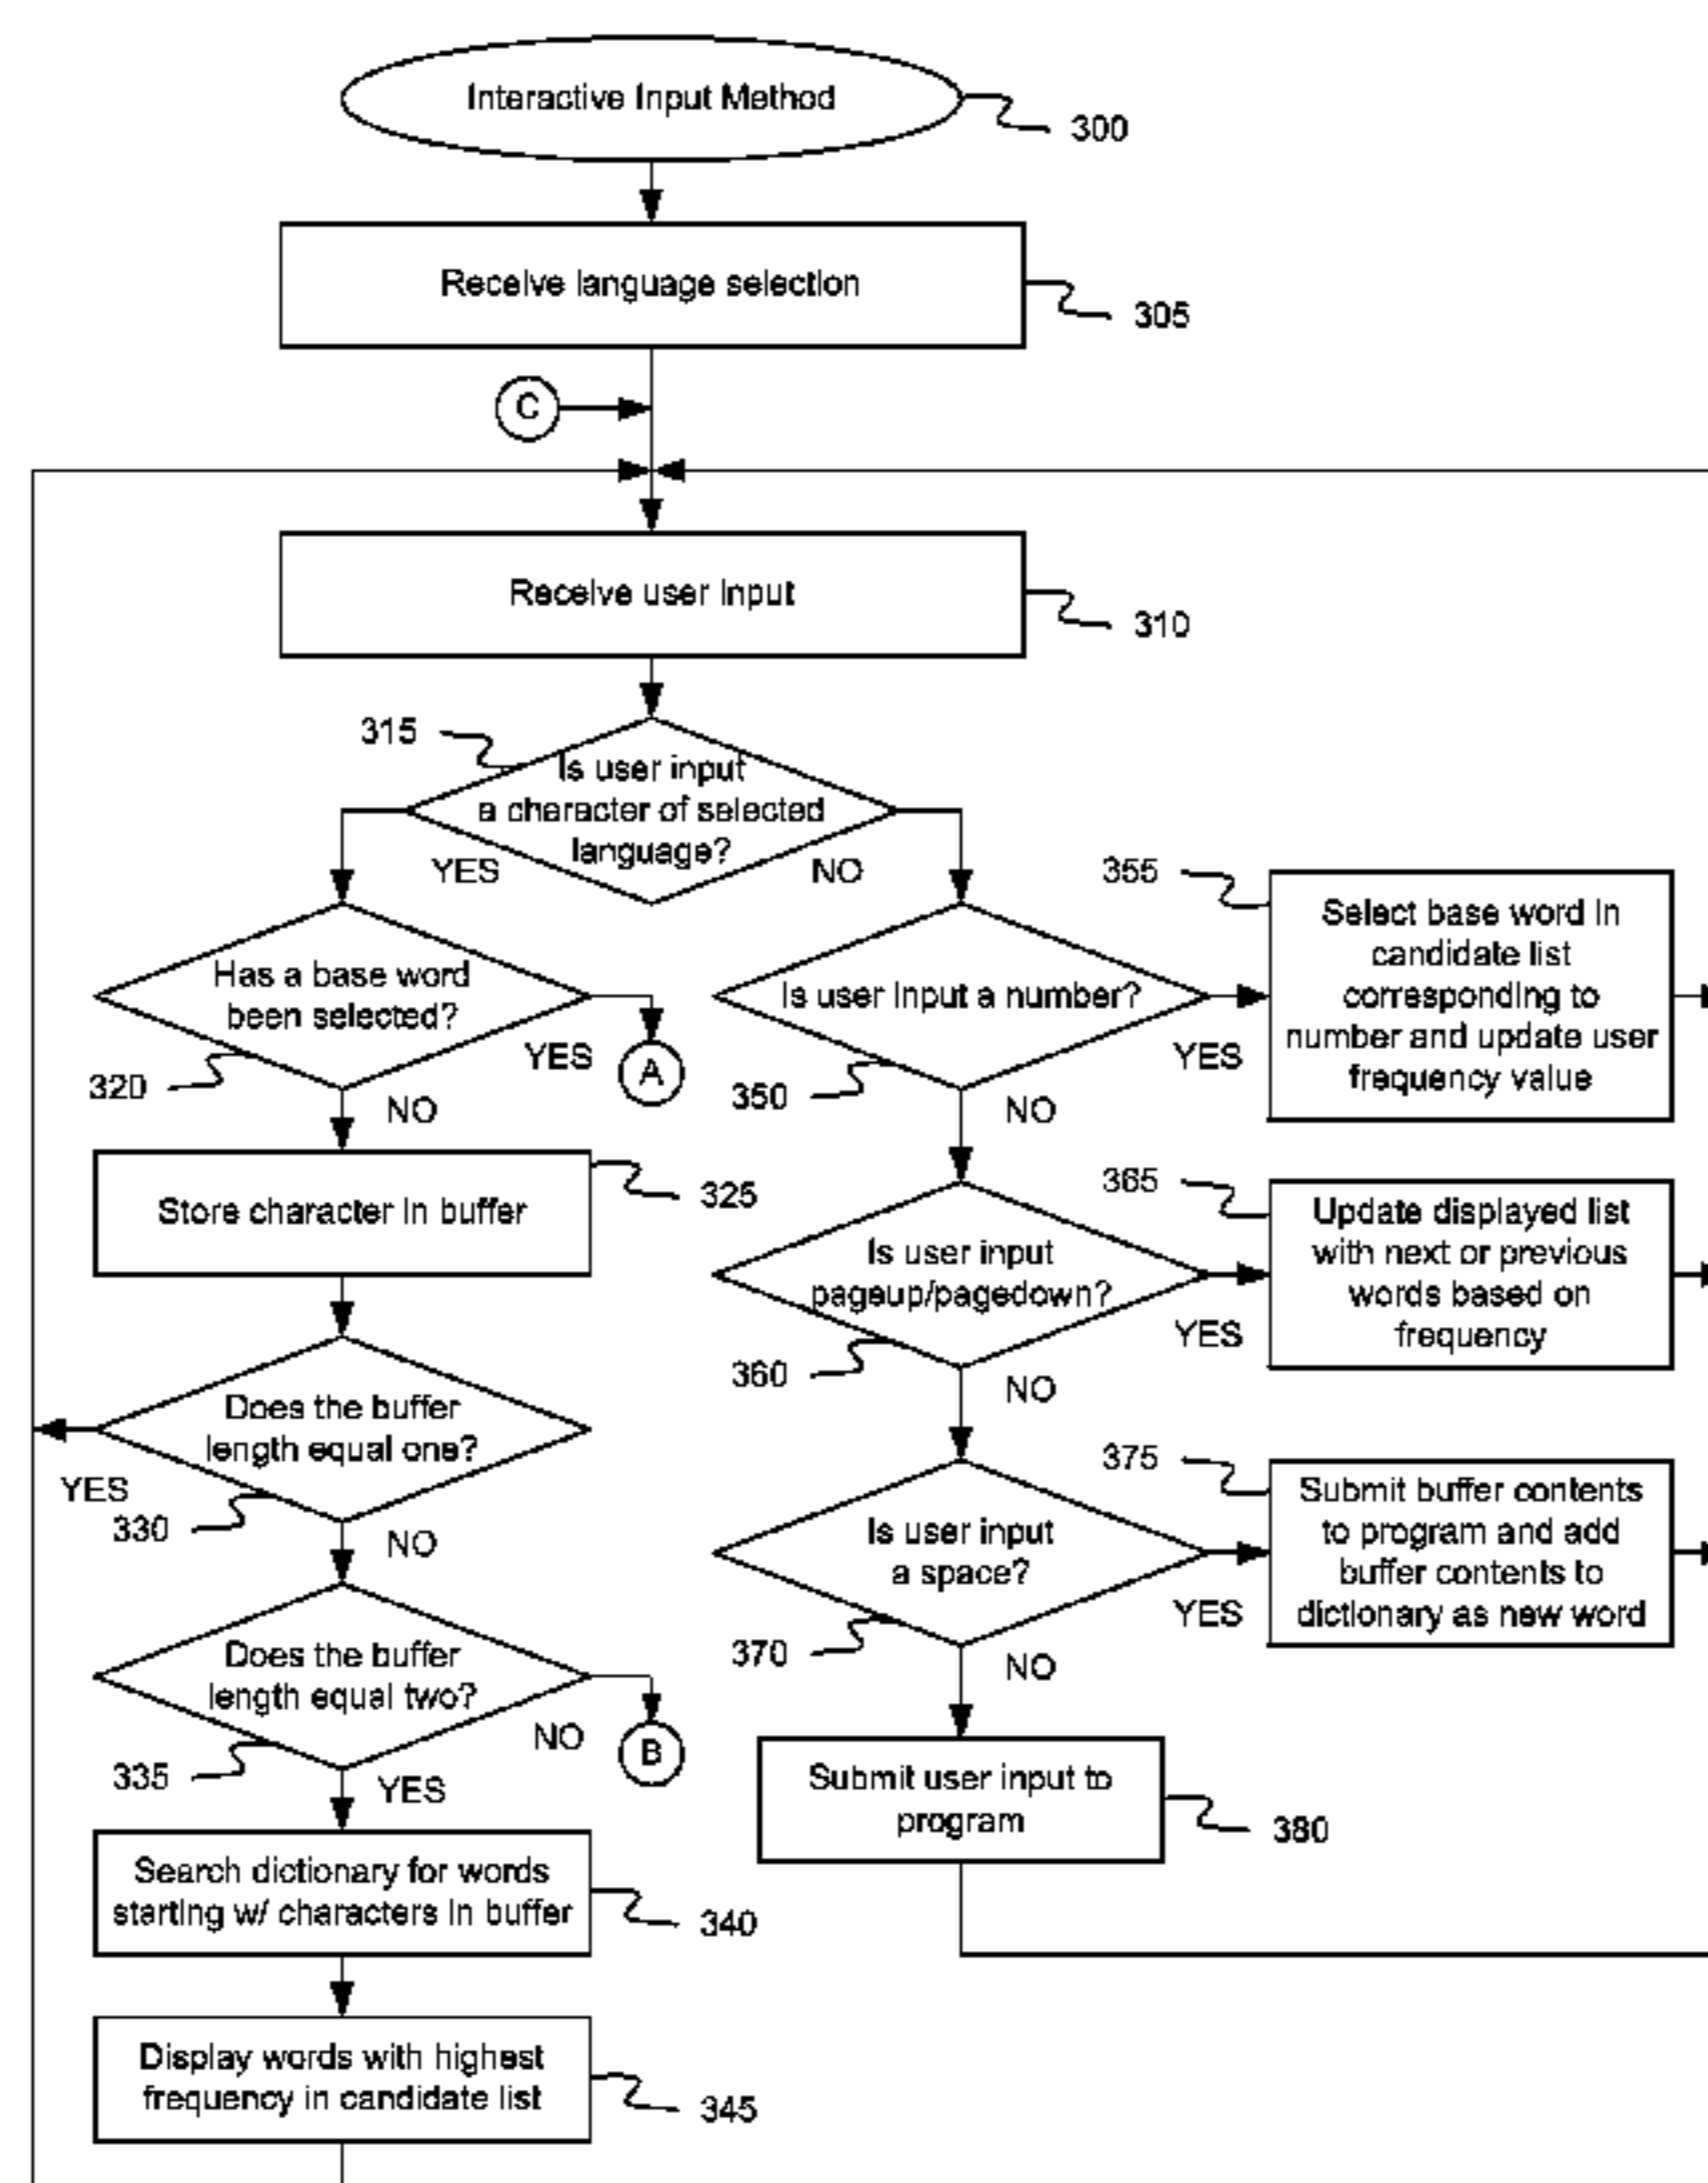 Interactive Input Method
300
Receive language selection
305
C
Receive user input
310
315
Is user input
a character of selected
language?
YES
NO
Has a base word
been selected?
320
YES
A
NO
Is user input a number?
350
YES
NO
355
Select base word in
candidate list
corresponding to
number and update user
frequency value
Store character in buffer
325
Is user input
pageup/pagedown?
360
YES
NO
365
Update displayed list
with next or previous
words based on
frequency
Does the buffer
length equal one?
YES
330
NO
Is user input
a space?
370
YES
NO
375
Submit buffer contents
to program and add
buffer contents to
dictionary as new word
Does the buffer
length equal two?
335
NO
B
YES
Submit user input to
program
380
Search dictionary for words
starting w/ characters in buffer
340
Display words with highest
frequency in candidate list
345